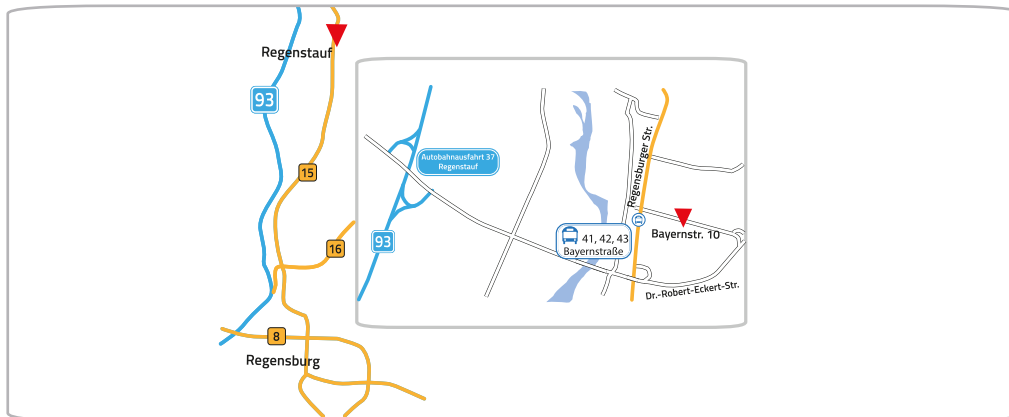 Regenstauf
93
15
16
8
Regensburg
Autobahnausfahrt 37
Regenstauf
93
Regensburger Str.
41, 42, 43
Bayernstraße
Bayernstr. 10
Dr.-Robert-Eckert-Str.